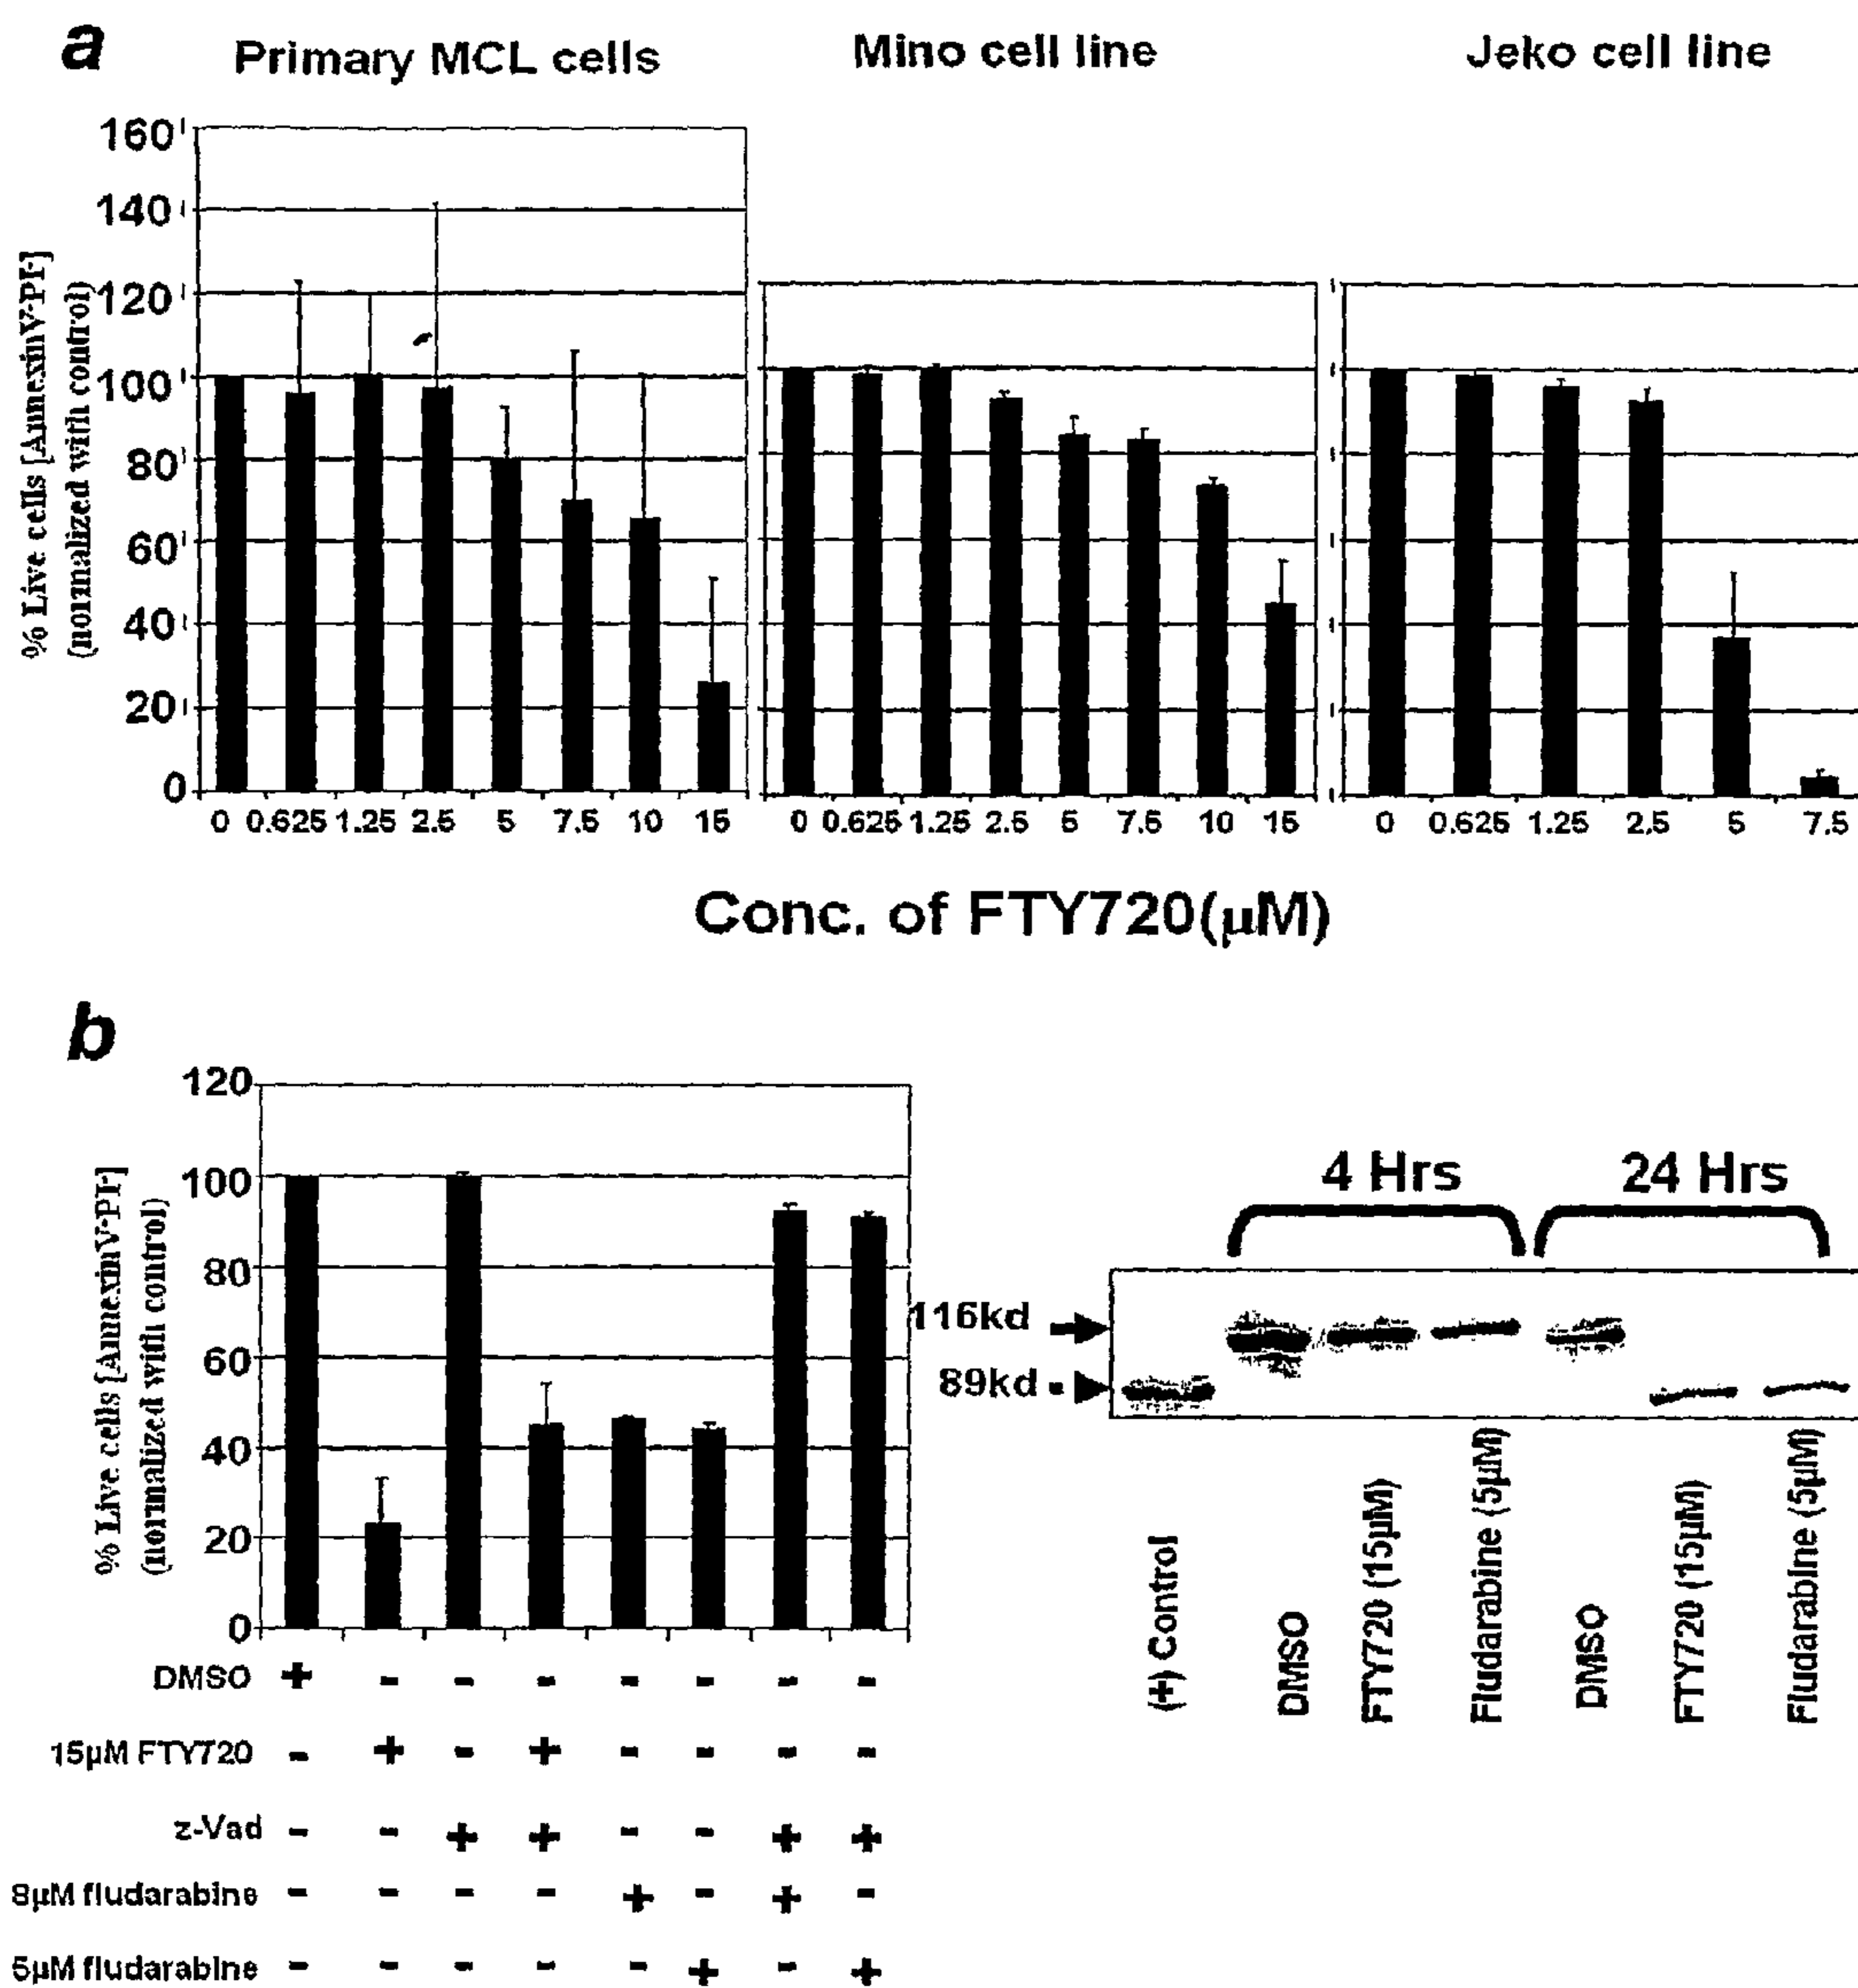 a
Primary MCL cells
Mino cell line
Jeko cell line
% Live cells [AnnexinV-PI-]
(normalized with control)
160
140
120
100
80
60
40
20
0
0 0.625 1.25 2.5 5 7.5 10 15
0 0.625 1.25 2.5 5 7.5 10 15
0 0.625 1.25 2.5 5 7.5
Conc. of FTY720(μM)
b
% Live cells [AnnexinV-PI-]
(normalized with control)
120
100
80
60
40
20
0
DMSO + - - - - - - -
15μM FTY720 - + - + - - - -
z-Vad - - + + - - + +
8μM fludarabine - - - - + - + -
5μM fludarabine - - - - - + - +
4 Hrs
24 Hrs
116kd
89kd
(+) Control
DMSO
FTY720 (15μM)
Fludarabine (5μM)
DMSO
FTY720 (15μM)
Fludarabine (5μM)